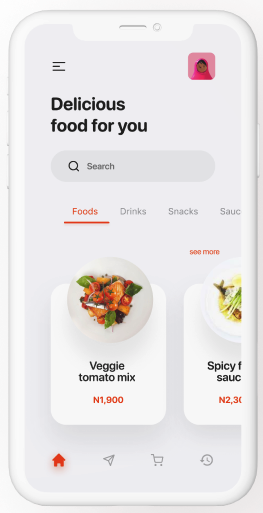 Delicious
food for you
Search
Foods Drinks Snacks Sauc
see more
Veggie
tomato mix
N1,900
Spicy f
sauc
N2,30